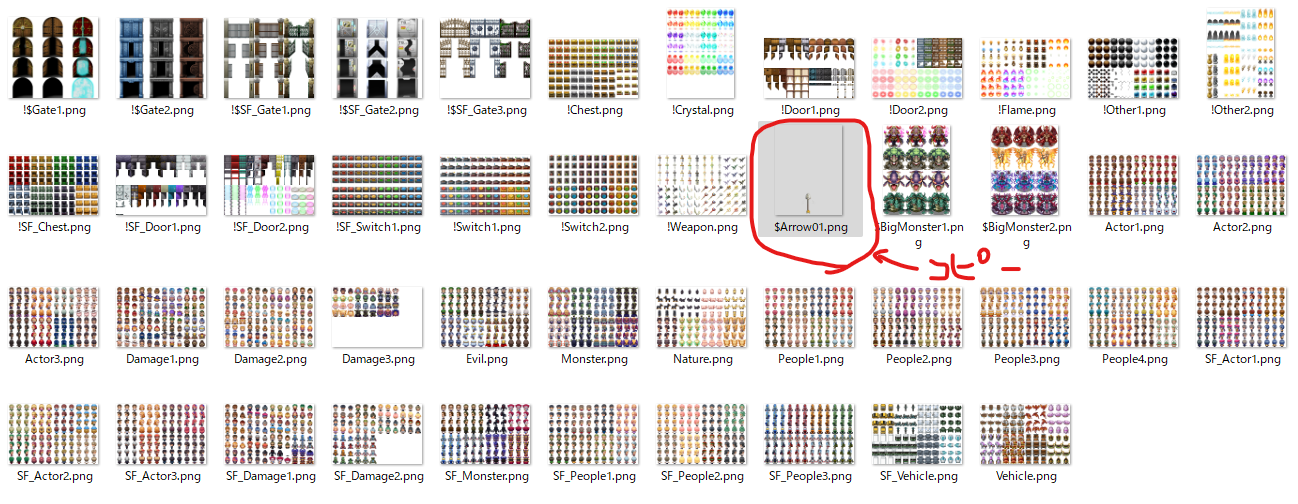 !$Gate1.png !$Gate2.png !$SF_Gate1.png !$SF_Gate2.png !$SF_Gate3.png !Chest.png !Crystal.png !Door1.png !Door2.png !Flame.png !Other1.png !Other2.png
!SF_Chest.png !SF_Door1.png !SF_Door2.png !SF_Switch1.png !Switch1.png !Switch2.png !Weapon.png $Arrow01.png $BigMonster1.pn $BigMonster2.pn Actor1.png Actor2.png
g g
コピー
Actor3.png Damage1.png Damage2.png Damage3.png Evil.png Monster.png Nature.png People1.png People2.png People3.png People4.png SF_Actor1.png
SF_Actor2.png SF_Actor3.png SF_Damage1.png SF_Damage2.png SF_Monster.png SF_People1.png SF_People2.png SF_People3.png SF_Vehicle.png Vehicle.png